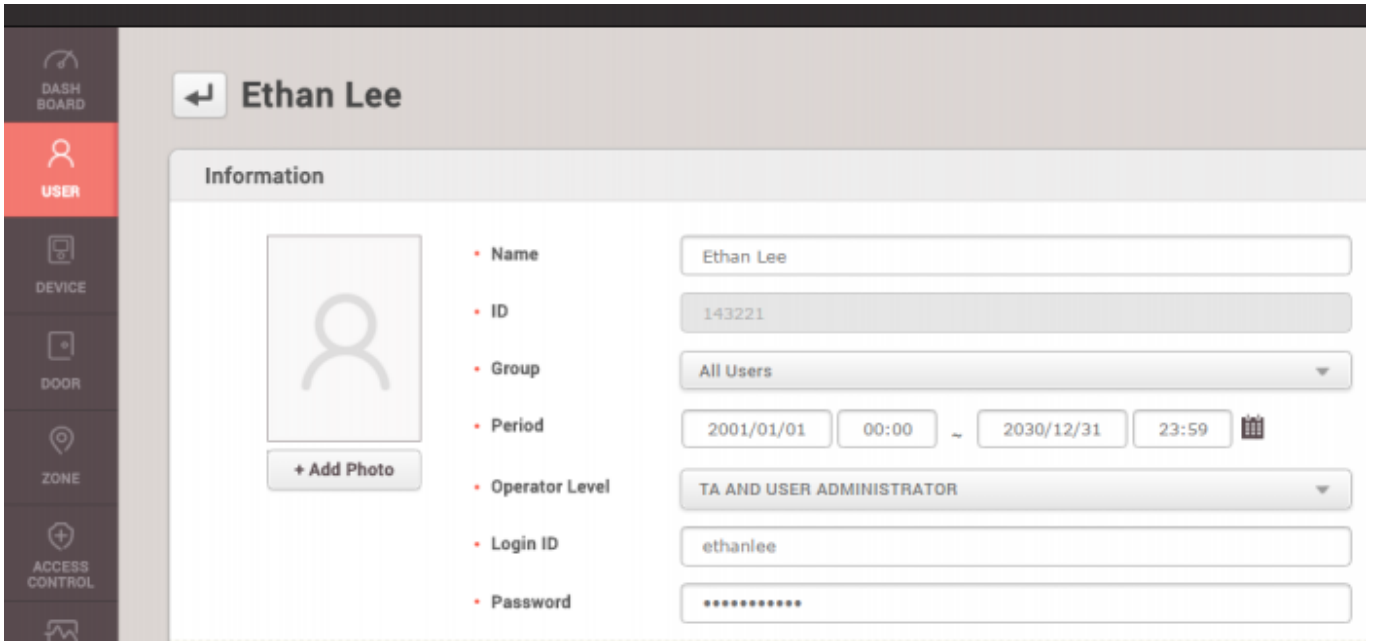 DASH
BOARD
USER
DEVICE
DOOR
ZONE
ACCESS
CONTROL
Ethan Lee
Information
+ Add Photo
Name Ethan Lee
ID 143221
Group All Users
Period 2001/01/01 00:00 ~ 2030/12/31 23:59
Operator Level TA AND USER ADMINISTRATOR
Login ID ethanlee
Password •••••••••••